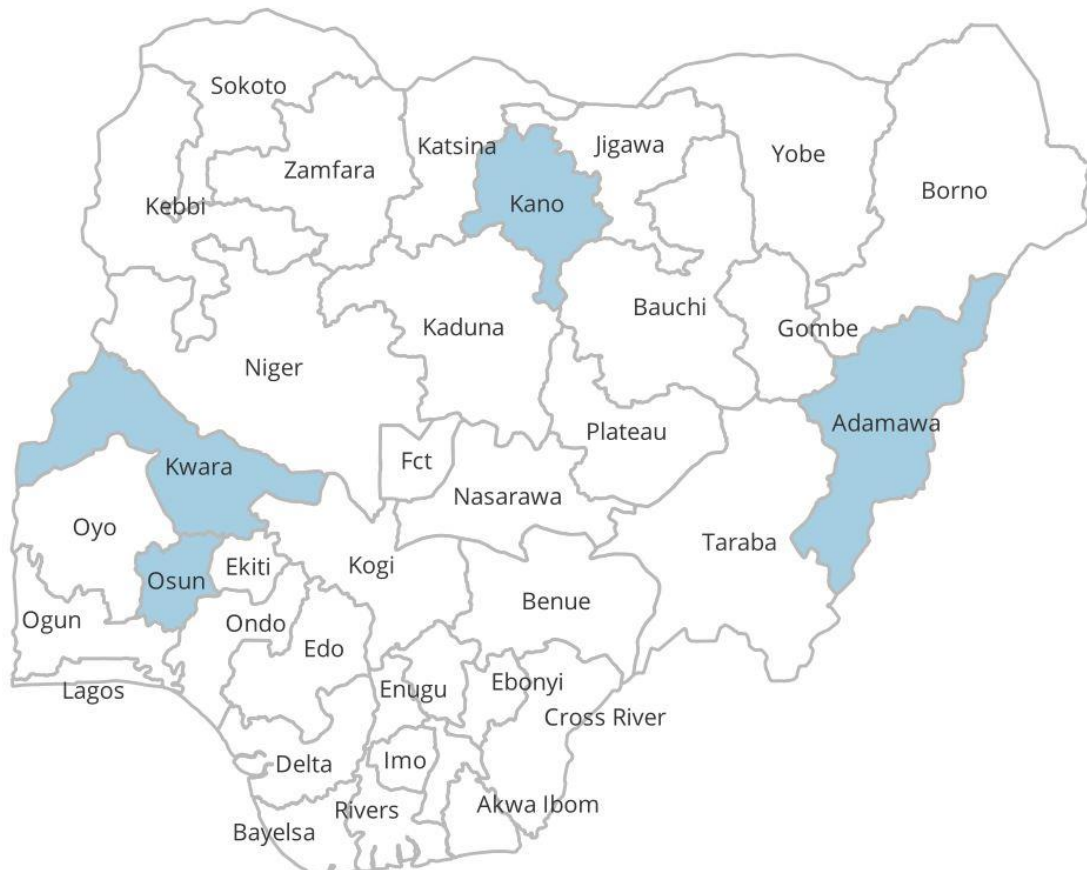 Sokoto
Katsina
Jigawa
Yobe
Zamfara
Borno
Kebbi
Kano
Bauchi
Kaduna
Gombe
Niger
Adamawa
Plateau
Fct
Kwara
Nasarawa
Oyo
Taraba
Kogi
Ekiti
Osun
Benue
Ogun
Ondo
Edo
Lagos
Enugu
Ebonyi
Cross River
Delta
Imo
Rivers
Akwa Ibom
Bayelsa